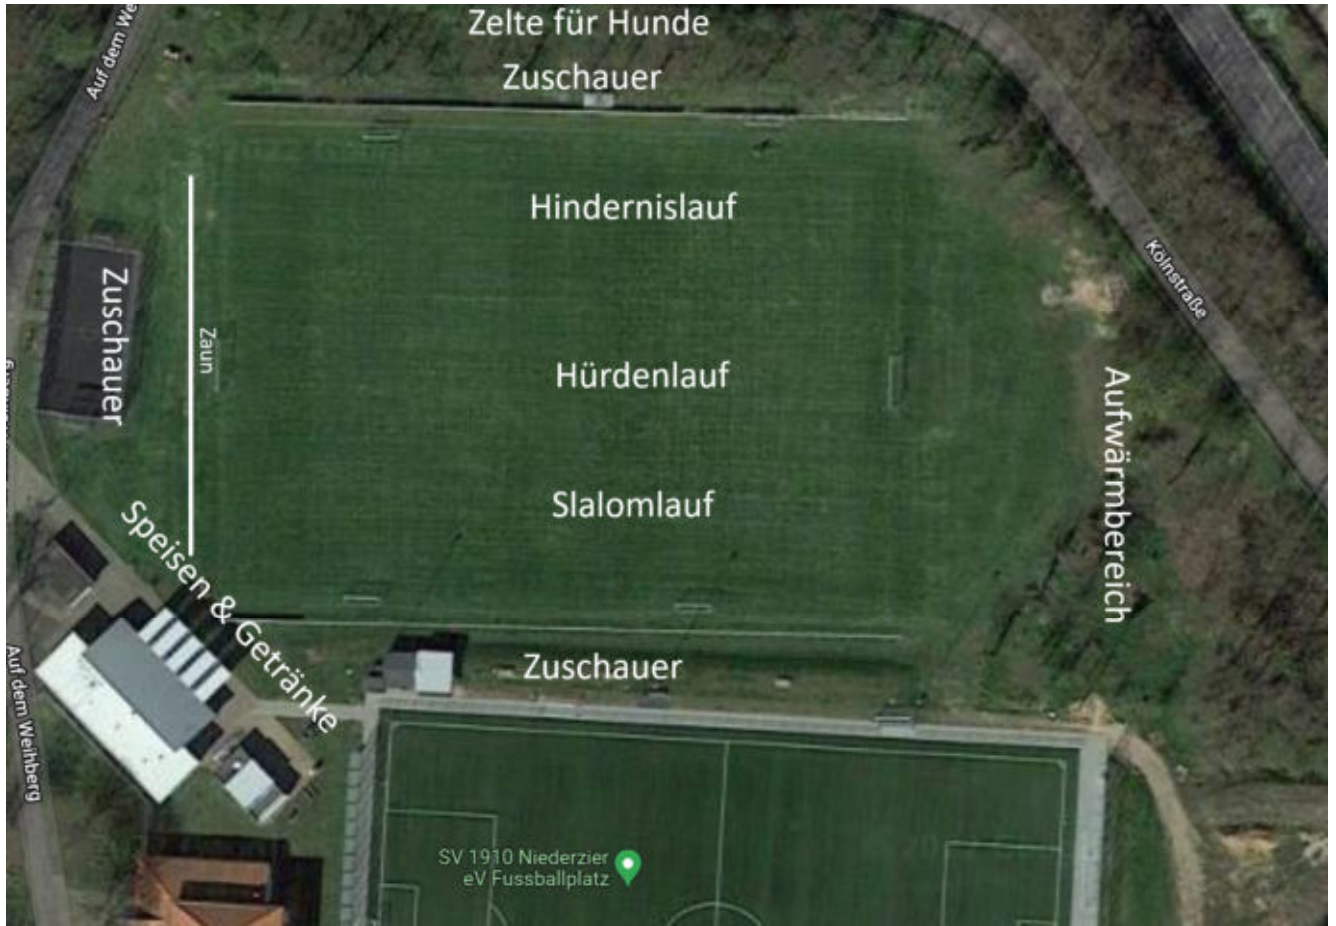 Zelte für Hunde
Auf dem We
Zuschauer
Hindernislauf
Kölnstraße
Zuschauer
Zaun
Hürdenlauf
Aufwärmbereich
Slalomlauf
Speisen & Getränke
Zuschauer
Auf dem Weihberg
SV 1910 Niederzier
eV Fussballplatz